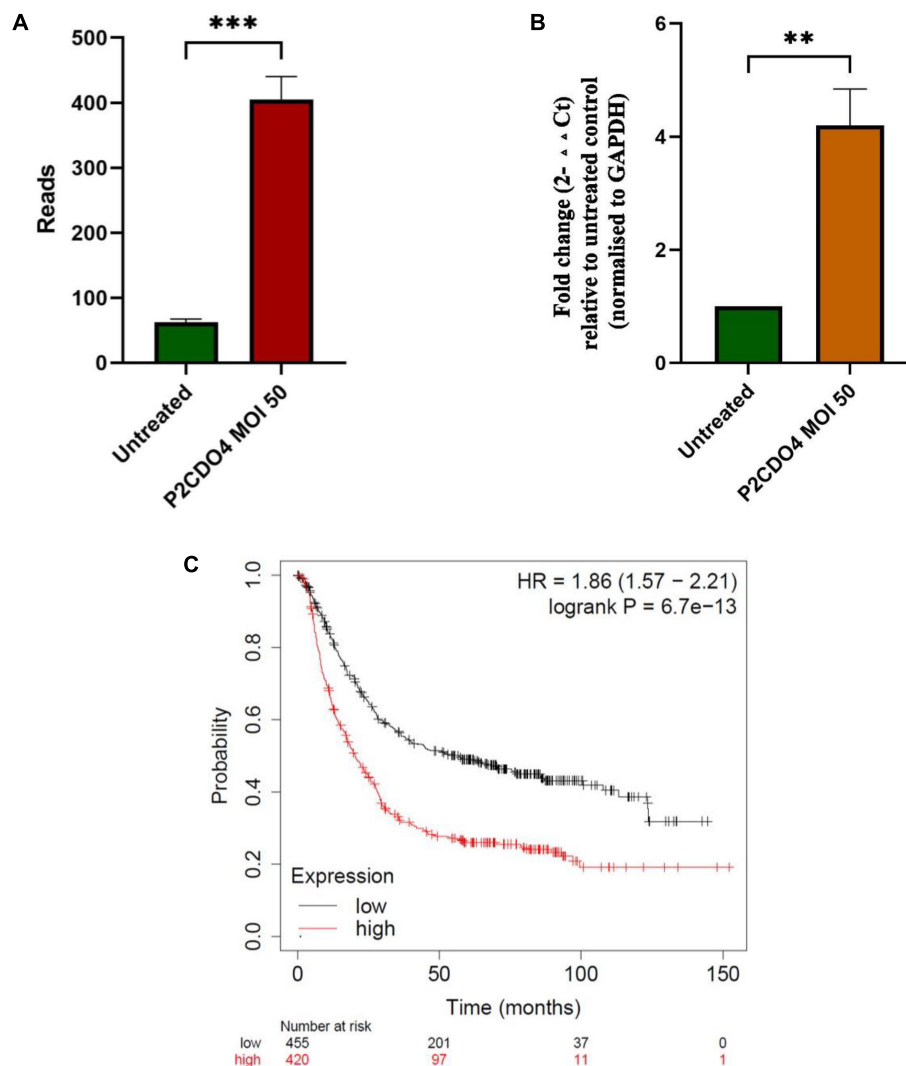 A
***
500
400
300
200
100
0
Reads
Untreated
P2CDO4 MOI 50
B
**
6
4
2
0
Fold change (2- ▵ ▵ Ct)
relative to untreated control
(normalised to GAPDH)
Untreated
P2CDO4 MOI 50
C
HR = 1.86 (1.57 − 2.21)
logrank P = 6.7e−13
1.0
0.8
0.6
0.4
0.2
0.0
Probability
Expression
low
high
0 50 100 150
Time (months)
Number at risk
low 455 201 37 0
high 420 97 11 1